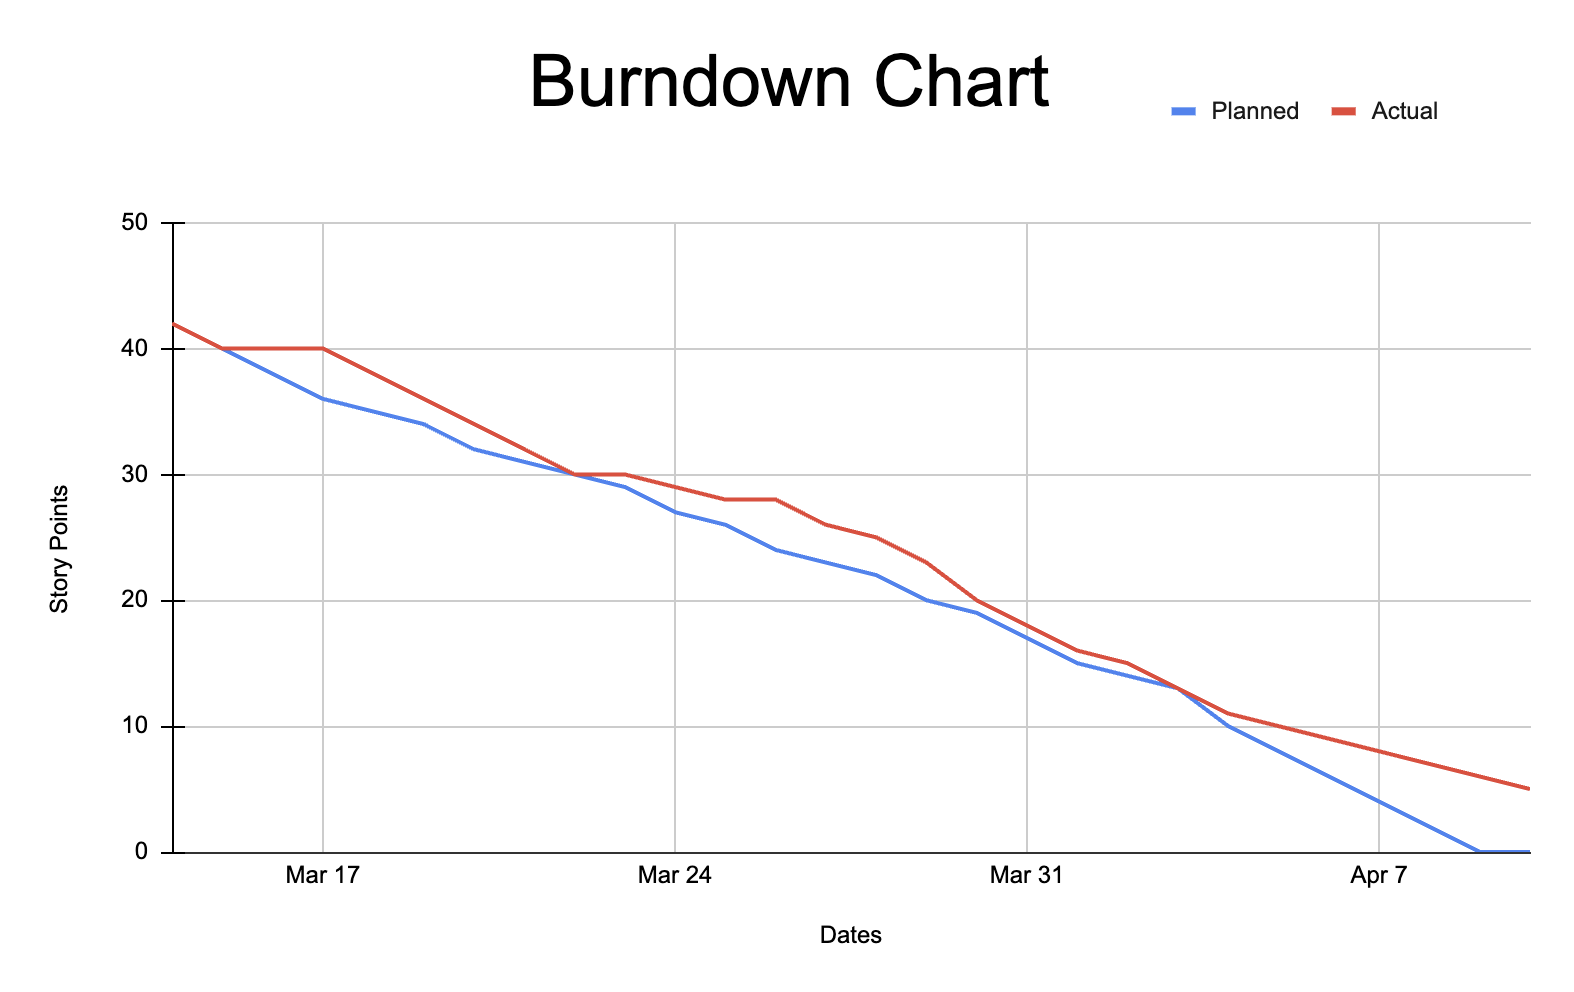 Burndown Chart
Planned
Actual
50
40
30
20
10
0
Story Points
Mar 17
Mar 24
Mar 31
Apr 7
Dates